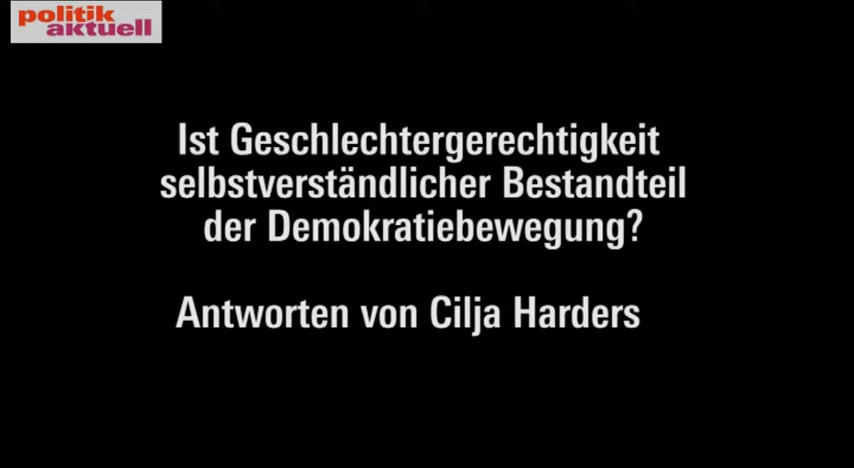 politik
aktuell
Ist Geschlechtergerechtigkeit
selbstverständlicher Bestandteil
der Demokratiebewegung?
Antworten von Cilja Harders